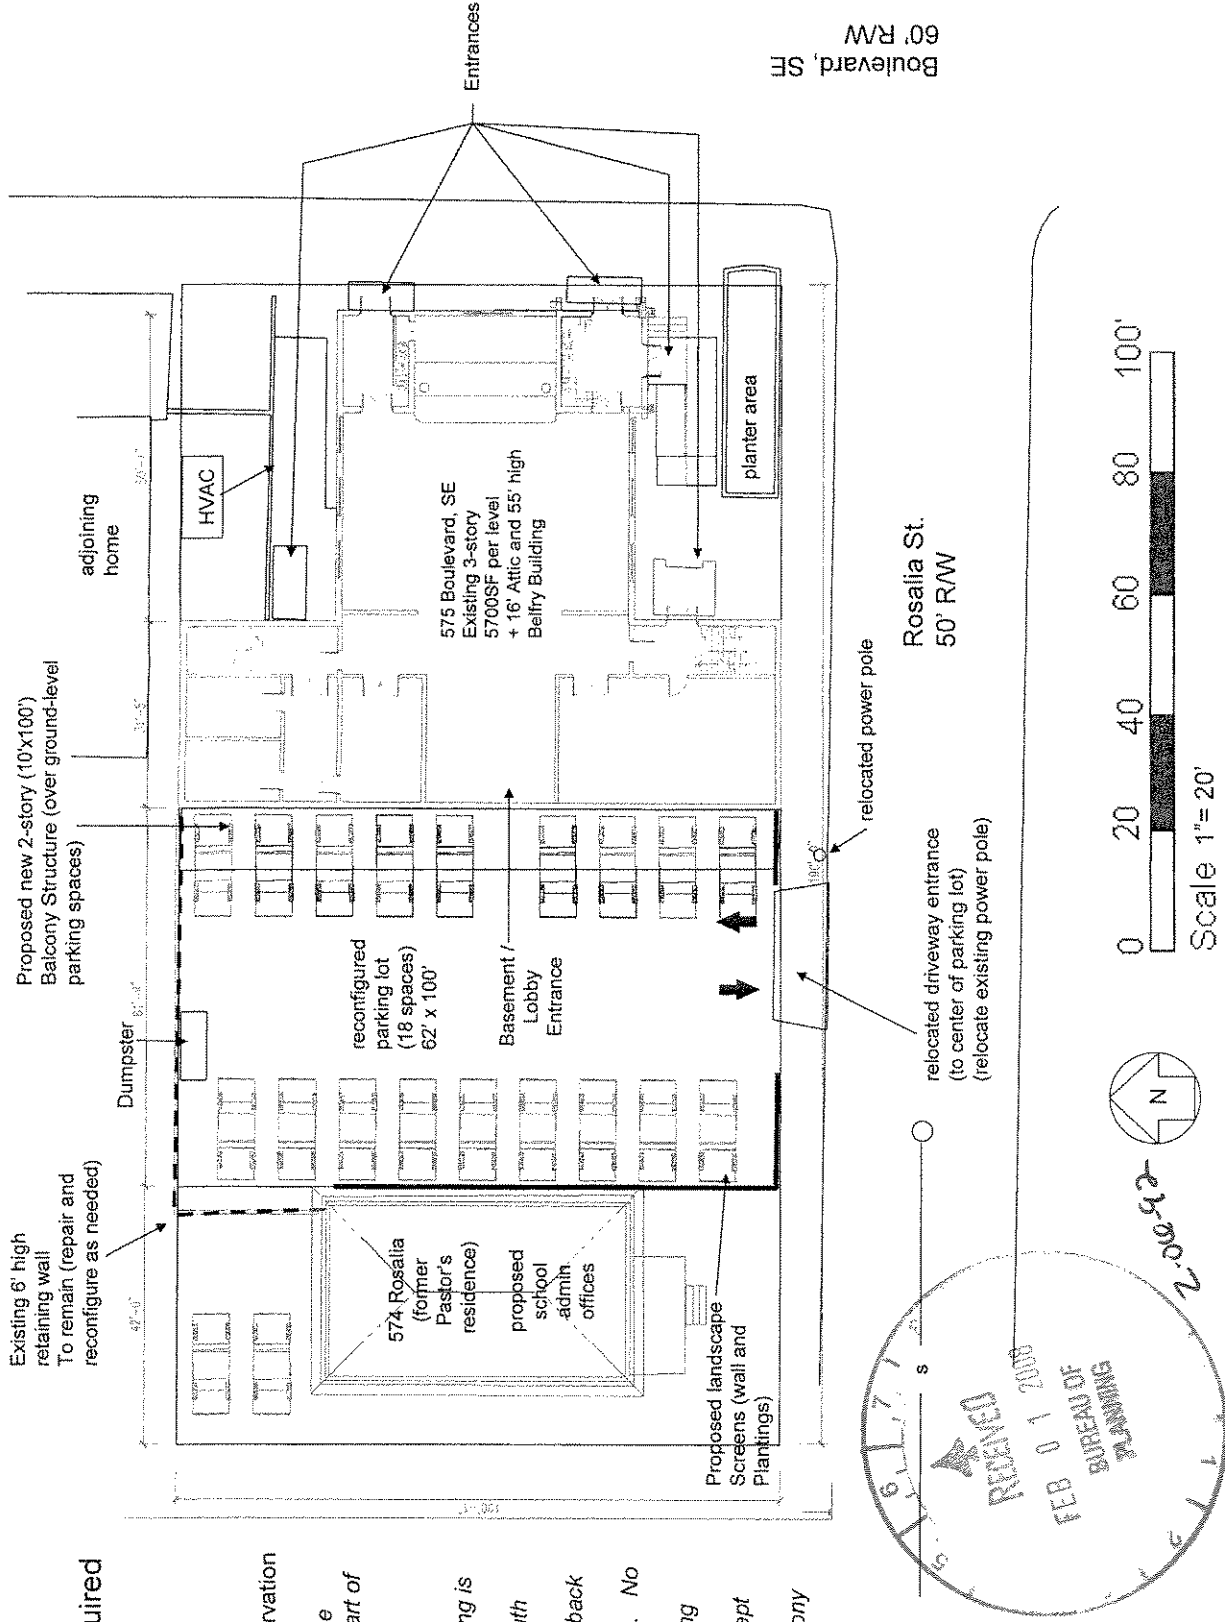 uired
rvation
e
art of
ng is
uth
back
. No
ng
ept
ony
Existing 6' high
retaining wall
To remain (repair and
reconfigure as needed)
Dumpster
Proposed new 2-story (10'x100')
Balcony Structure (over ground-level
parking spaces)
adjoining
home
HVAC
Entrances
42'-0"
574 Rosalia
(former
Pastor's
residence)
proposed
school
admin
offices
reconfigured
parking lot
(18 spaces)
62' x 100'
Basement /
Lobby
Entrance
575 Boulevard, SE
Existing 3-story
5700SF per level
+ 16' Attic and 55' high
Belfry Building
planter area
Boulevard, SE
60' R/W
Proposed landscape
Screens (wall and
Plantings)
relocated driveway entrance
(to center of parking lot)
(relocate existing power pole)
relocated power pole
Rosalia St.
50' R/W
S
N
0 20 40 60 80 100'
Scale 1"= 20'
RECEIVED
FEB 0 1 2008
BUREAU OF
PLANNING